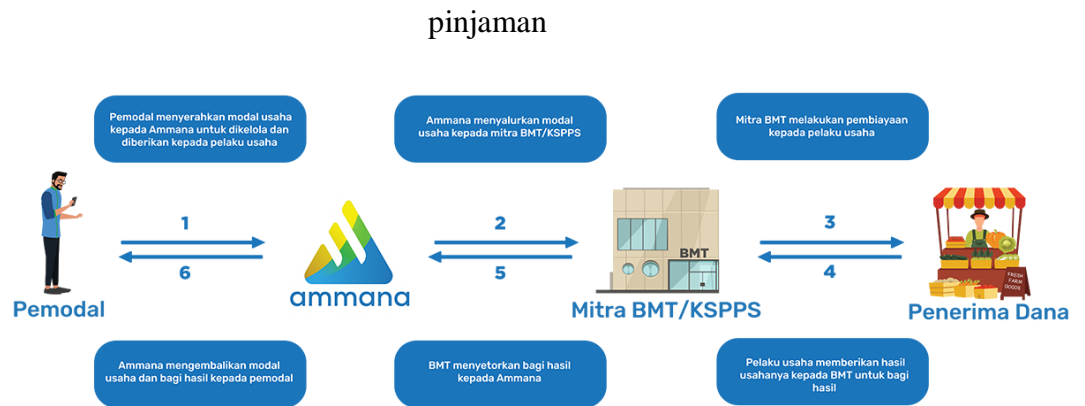 pinjaman
Pemodal menyerahkan modal usaha
kepada Ammana untuk dikelola dan
diberikan kepada pelaku usaha
Ammana menyalurkan modal
usaha kepada mitra BMT/KSPPS
Mitra BMT melakukan pembiayaan
kepada pelaku usaha
1
2
3
6
5
4
BMT
FRESH
FARM
GOODS
Pemodal
ammana
Mitra BMT/KSPPS
Penerima Dana
Ammana mengembalikan modal
usaha dan bagi hasil kepada pemodal
BMT menyetorkan bagi hasil
kepada Ammana
Pelaku usaha memberikan hasil
usahanya kepada BMT untuk bagi
hasil